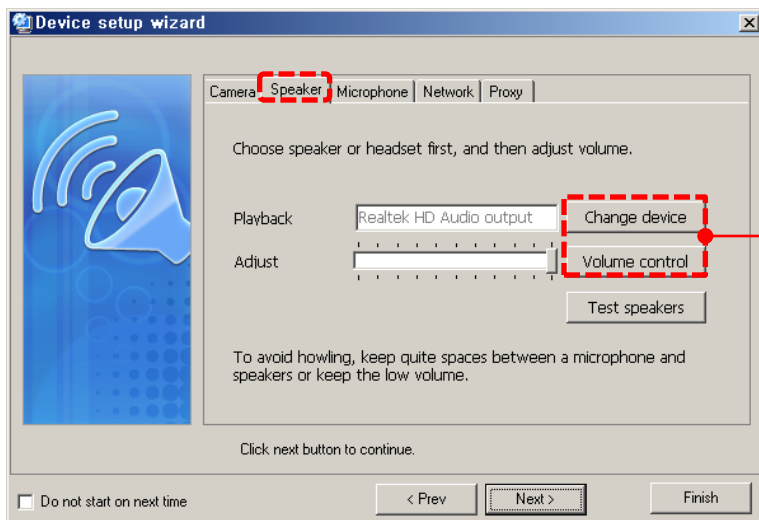 Device setup wizard
Camera Speaker Microphone Network Proxy
Choose speaker or headset first, and then adjust volume.
Playback Realtek HD Audio output Change device
Adjust Volume control
Test speakers
To avoid howling, keep quite spaces between a microphone and
speakers or keep the low volume.
Click next button to continue.
Do not start on next time < Prev Next > Finish